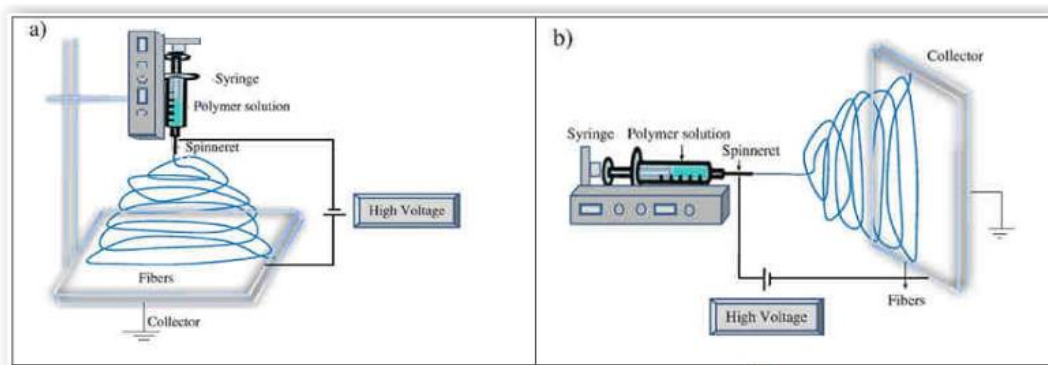 a)
Syringe
Polymer solution
Spinneret
High Voltage
Fibers
Collector
b)
Collector
Syringe Polymer solution
Spinneret
Fibers
High Voltage